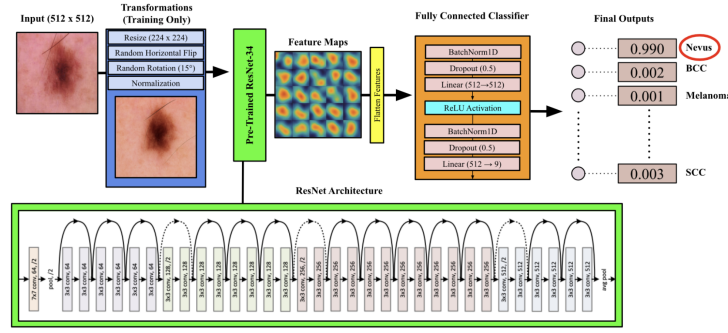 Input (512 x 512)
Transformations
(Training Only)
Resize (224 x 224)
Random Horizontal Flip
Random Rotation (15°)
Normalization
Pre-Trained ResNet-34
Feature Maps
Flatten Features
Fully Connected Classifier
BatchNorm1D
Dropout (0.5)
Linear (512→512)
ReLU Activation
BatchNorm1D
Dropout (0.5)
Linear (512 → 9)
Final Outputs
0.990
Nevus
0.002
BCC
0.001
Melanoma
0.003
SCC
ResNet Architecture
7x7 conv, 64, /2
pool, /2
3x3 conv, 64
3x3 conv, 64
3x3 conv, 64
3x3 conv, 64
3x3 conv, 64
3x3 conv, 64
3x3 conv, 128, /2
3x3 conv, 128
3x3 conv, 128
3x3 conv, 128
3x3 conv, 128
3x3 conv, 128
3x3 conv, 128
3x3 conv, 128
3x3 conv, 256, /2
3x3 conv, 256
3x3 conv, 256
3x3 conv, 256
3x3 conv, 256
3x3 conv, 256
3x3 conv, 256
3x3 conv, 256
3x3 conv, 256
3x3 conv, 256
3x3 conv, 256
3x3 conv, 256
3x3 conv, 512, /2
3x3 conv, 512
3x3 conv, 512
3x3 conv, 512
3x3 conv, 512
3x3 conv, 512
avg pool